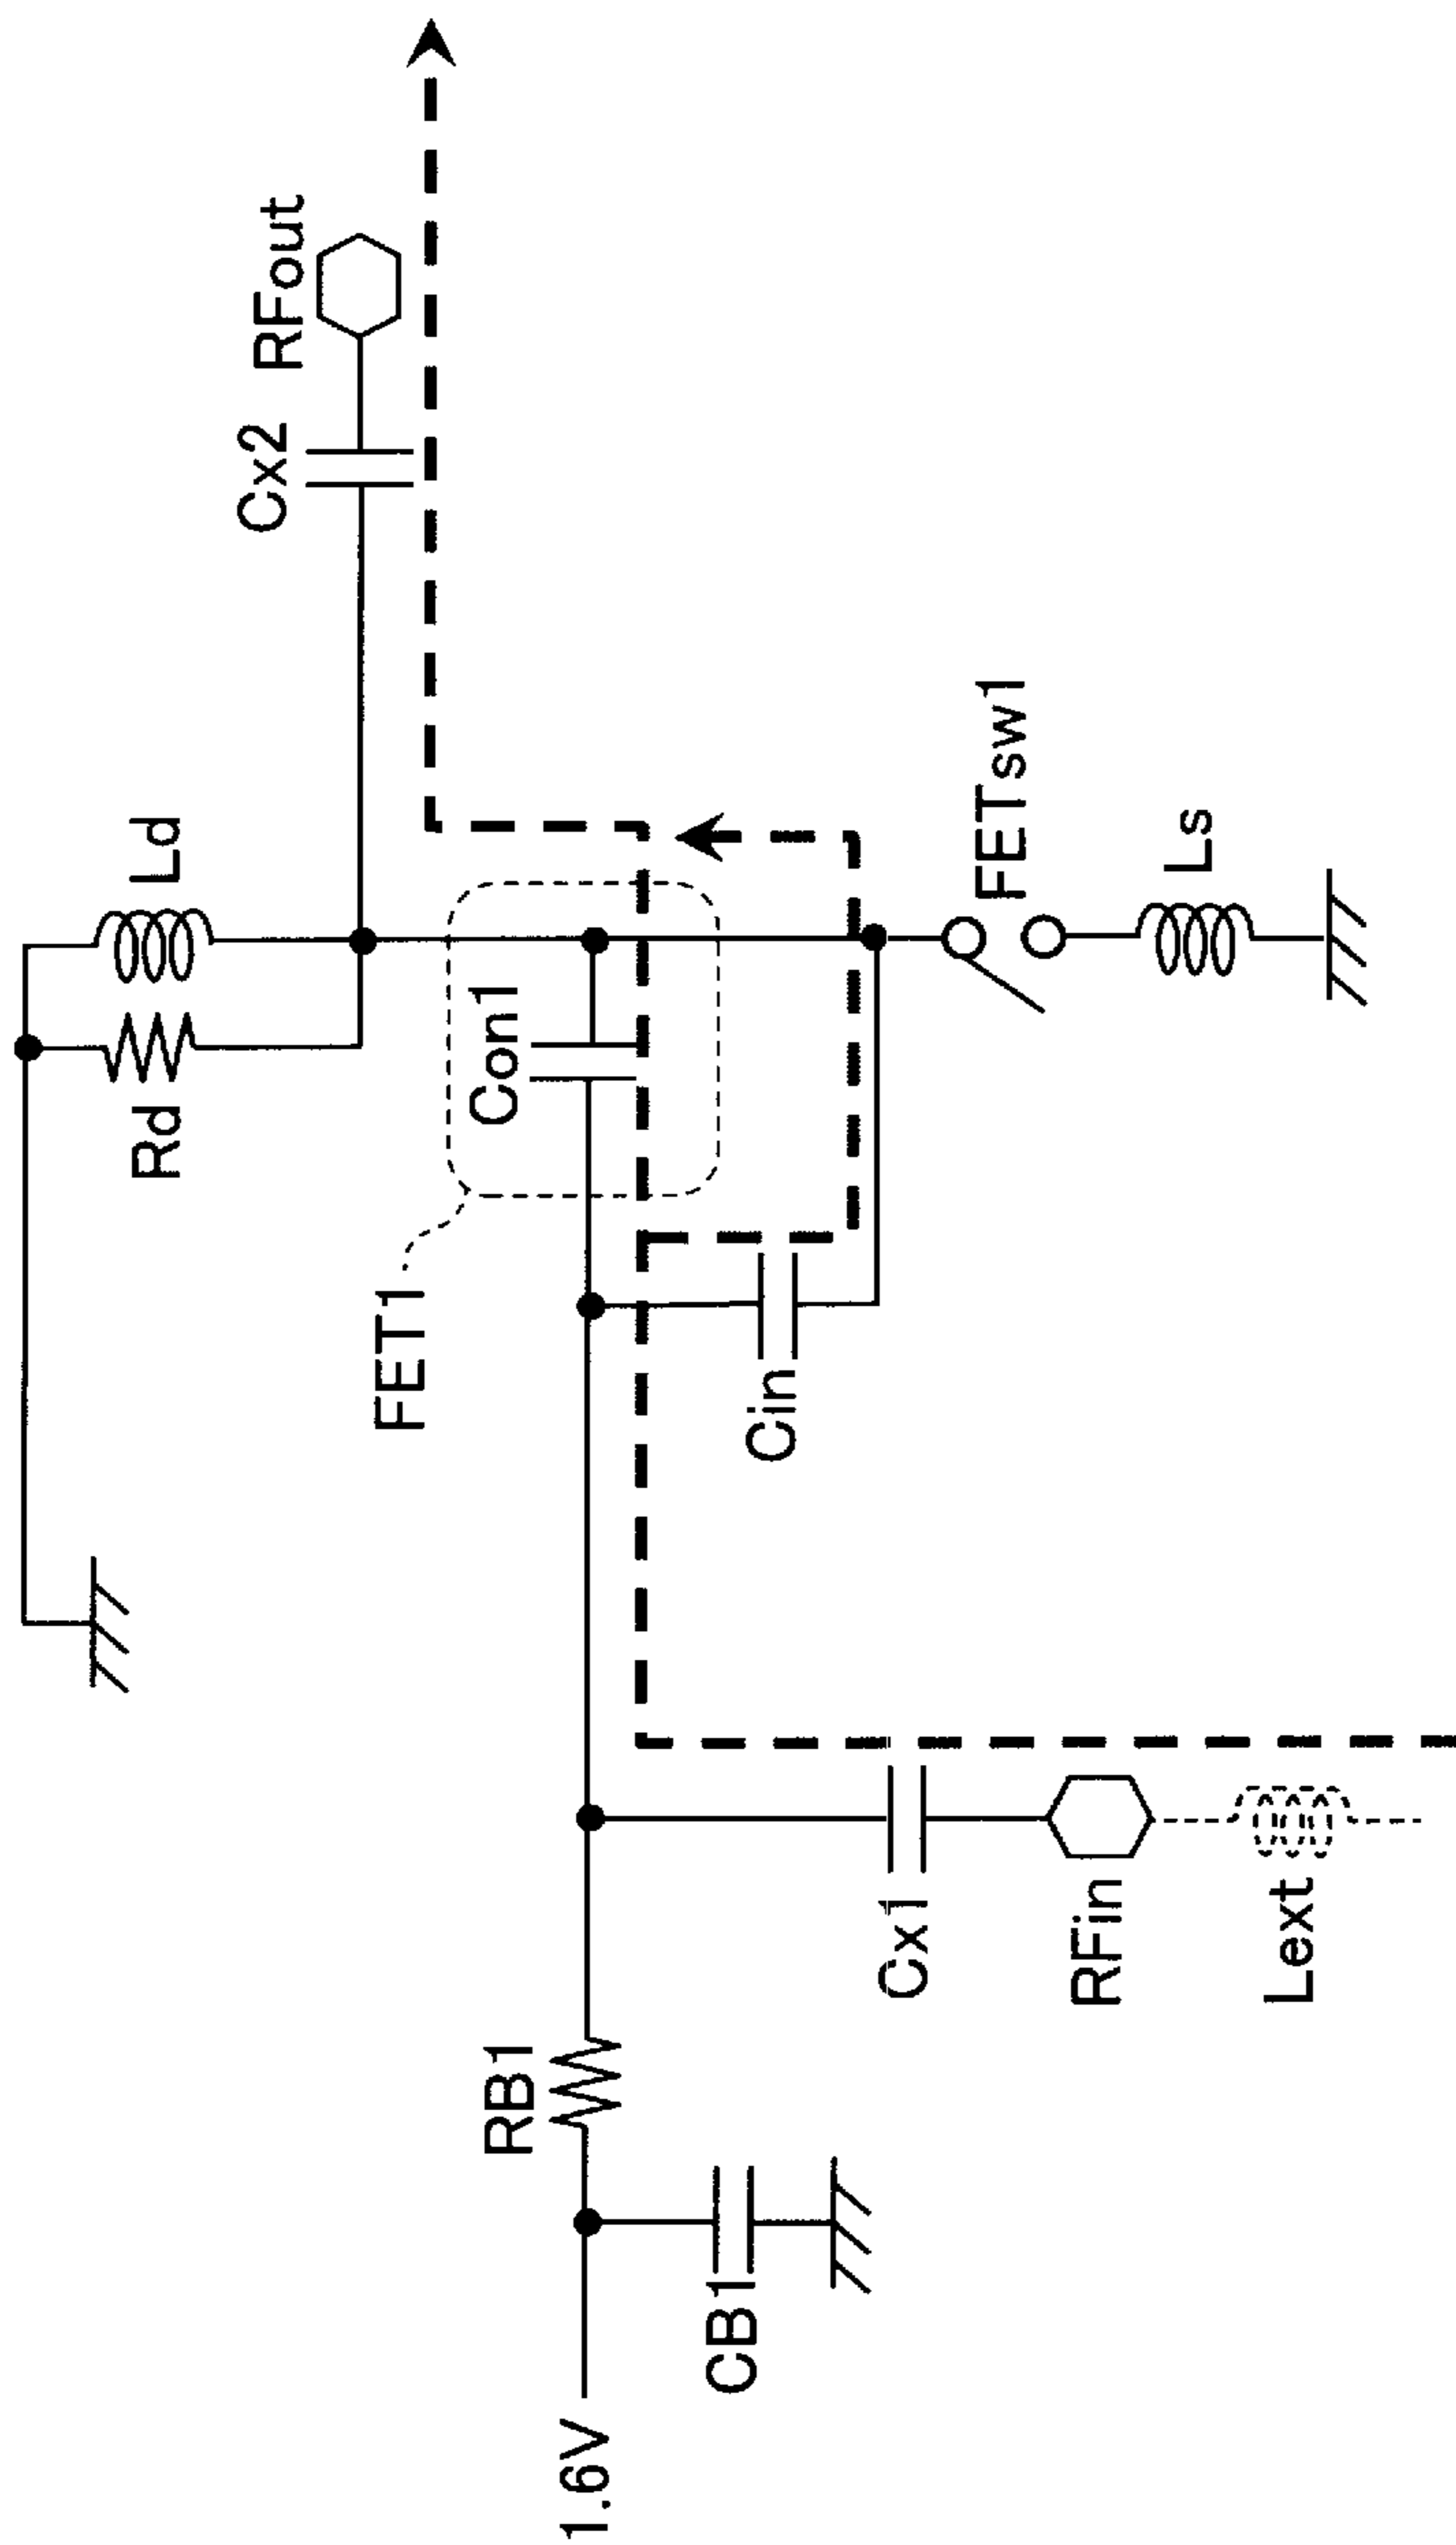 Rd
Ld
Cx2
RFout
FET1
Con1
Cin
FETsw1
Ls
1.6V
RB1
CB1
Cx1
RFin
Lext